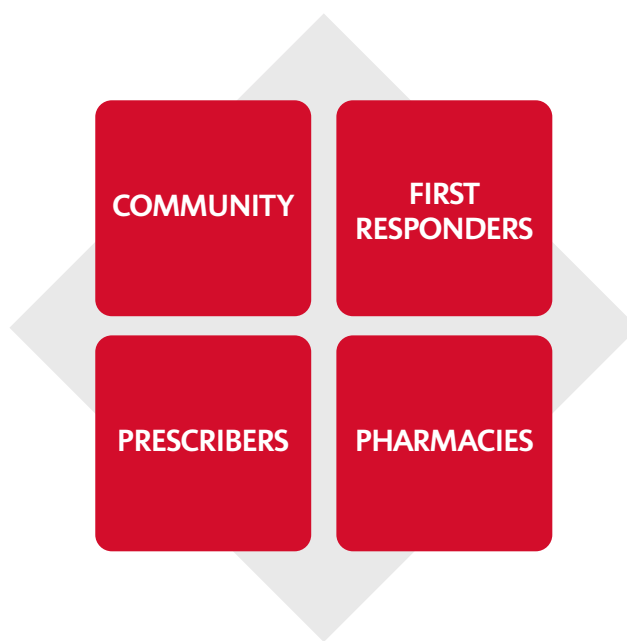 COMMUNITY
FIRST
RESPONDERS
PRESCRIBERS
PHARMACIES